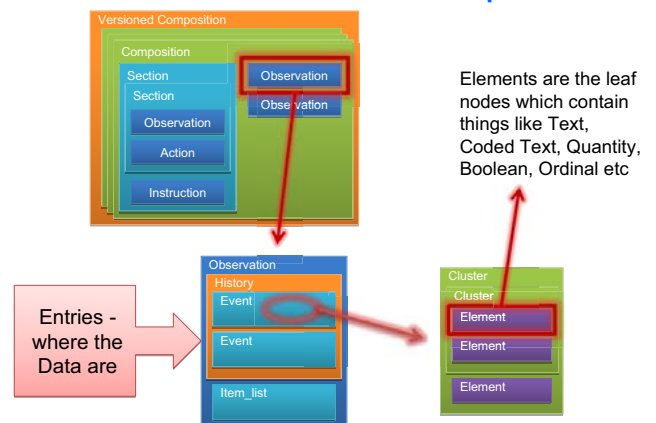 Versioned Composition
Composition
Section
Section
Observation
Action
Instruction
Observation
Observation
Elements are the leaf
nodes which contain
things like Text,
Coded Text, Quantity,
Boolean, Ordinal etc
Entries -
where the
Data are
Observation
History
Event
Event
Item_list
Cluster
Cluster
Element
Element
Element